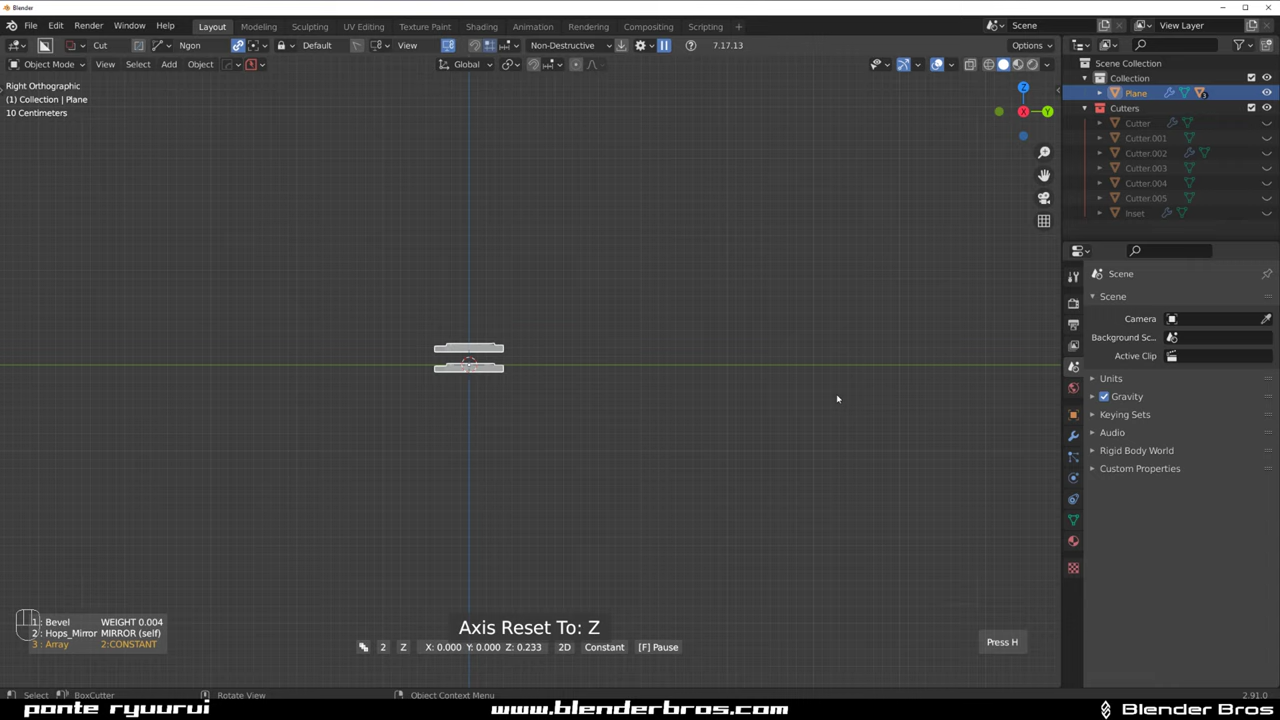 Blender
File Edit Render Window Help Layout Modeling Sculpting UV Editing Texture Paint Shading Animation Rendering Compositing Scripting + Scene View Layer
Cut Ngon Default View Non-Destructive 7.17.13 Options
Object Mode View Select Add Object Global
Right Orthographic
(1) Collection | Plane
10 Centimeters
Z
X
Y
Scene Collection
Collection
Plane
3
Cutters
Cutter
Cutter.001
Cutter.002
Cutter.003
Cutter.004
Cutter.005
Inset
Scene
Scene
Camera
Background Sc...
Active Clip
Units
Gravity
Keying Sets
Audio
Rigid Body World
Custom Properties
1 : Bevel WEIGHT 0.004
2 : Hops_Mirror MIRROR (self)
3 : Array 2:CONSTANT
Axis Reset To: Z
2 Z X: 0.000 Y: 0.000 Z: 0.233 2D Constant [F] Pause
Press H
Select BoxCutter Rotate View Object Context Menu 2.91.0
ponte ryuurui www.blenderbros.com Blender Bros